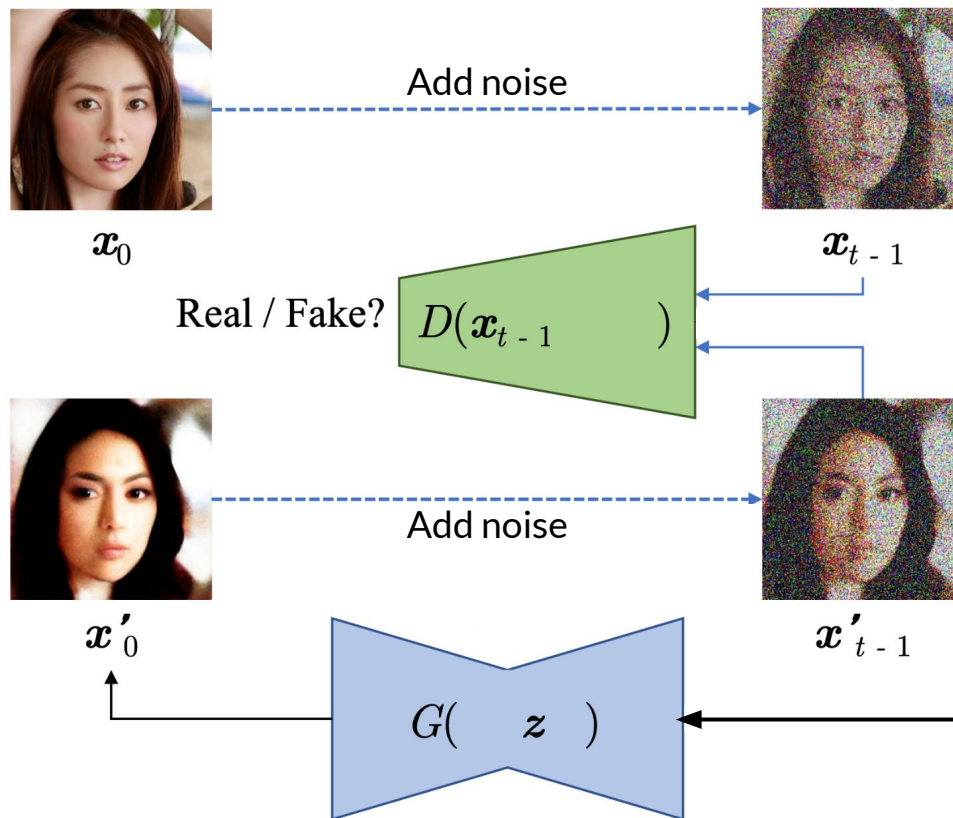 Add noise
x₀
xₜ ₋ ₁
Real / Fake?
D(xₜ ₋ ₁ )
Add noise
x'₀
x'ₜ ₋ ₁
G( z )